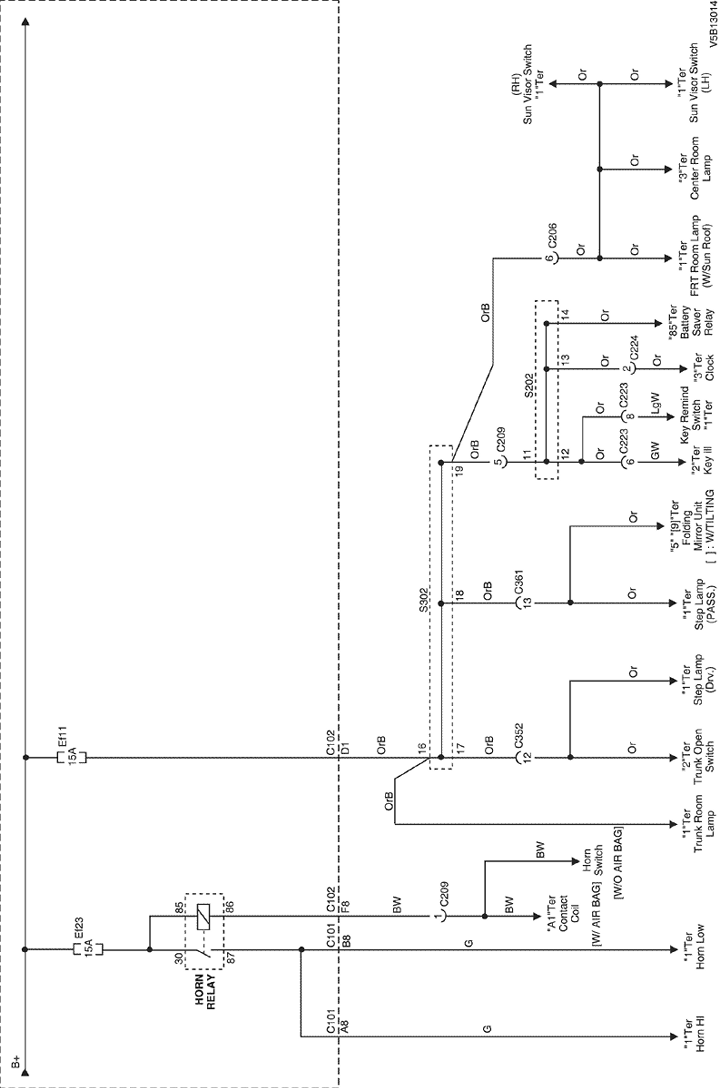 B+
Ef23
15A
Ef11
15A
30
85
87
86
HORN
RELAY
C101
A8
C101
B8
C102
F8
C102
D1
G
G
BW
1
C209
BW
BW
"1"Ter
Horn HI
"1"Ter
Horn Low
"A1"Ter
Contact
Coil
[W/ AIR BAG]
Horn
Switch
[W/O AIR BAG]
OrB
OrB
16
S302
17
18
19
OrB
12
C352
Or
Or
"1"Ter
Trunk Room
Lamp
"2"Ter
Trunk Open
Switch
"1"Ter
Step Lamp
(Drv.)
OrB
13
C361
Or
Or
"1"Ter
Step Lamp
(PASS.)
"5" "[9]"Ter
Folding
Mirror Unit
[ ] : W/TILTING
OrB
5
C209
OrB
S202
11
12
13
14
Or
6
C223
GW
Or
8
C223
LgW
Or
2
C224
Or
Or
"2"Ter
Key ill
Key Remind
Switch
"1"Ter
"3"Ter
Clock
"85"Ter
Battery
Saver
Relay
6
C206
Or
Or
Or
Or
Or
"1"Ter
FRT Room Lamp
(W/Sun Roof)
"3"Ter
Center Room
Lamp
(RH)
Sun Visor Switch
"1"Ter
"1"Ter
Sun Visor Switch
(LH)
V5B13014